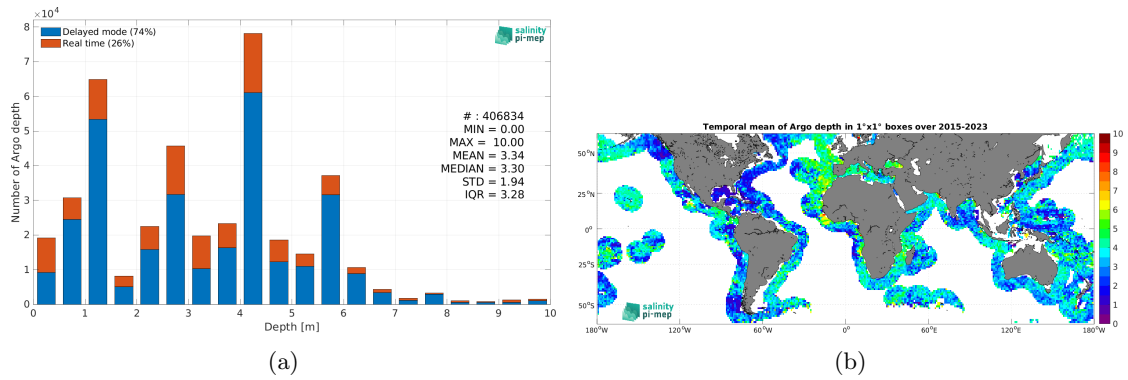 ×10⁴
8
7
6
5
4
3
2
1
0
Number of Argo depth
Delayed mode (74%)
Real time (26%)
salinity
pi-mep
# : 406834
MIN = 0.00
MAX = 10.00
MEAN = 3.34
MEDIAN = 3.30
STD = 1.94
IQR = 3.28
0 1 2 3 4 5 6 7 8 9 10
Depth [m]
(a)
Temporal mean of Argo depth in 1°x1° boxes over 2015-2023
50°N
25°N
0°
25°S
50°S
salinity
pi-mep
180°W 120°W 60°W 0° 60°E 120°E 180°W
10
9
8
7
6
5
4
3
2
1
0
(b)